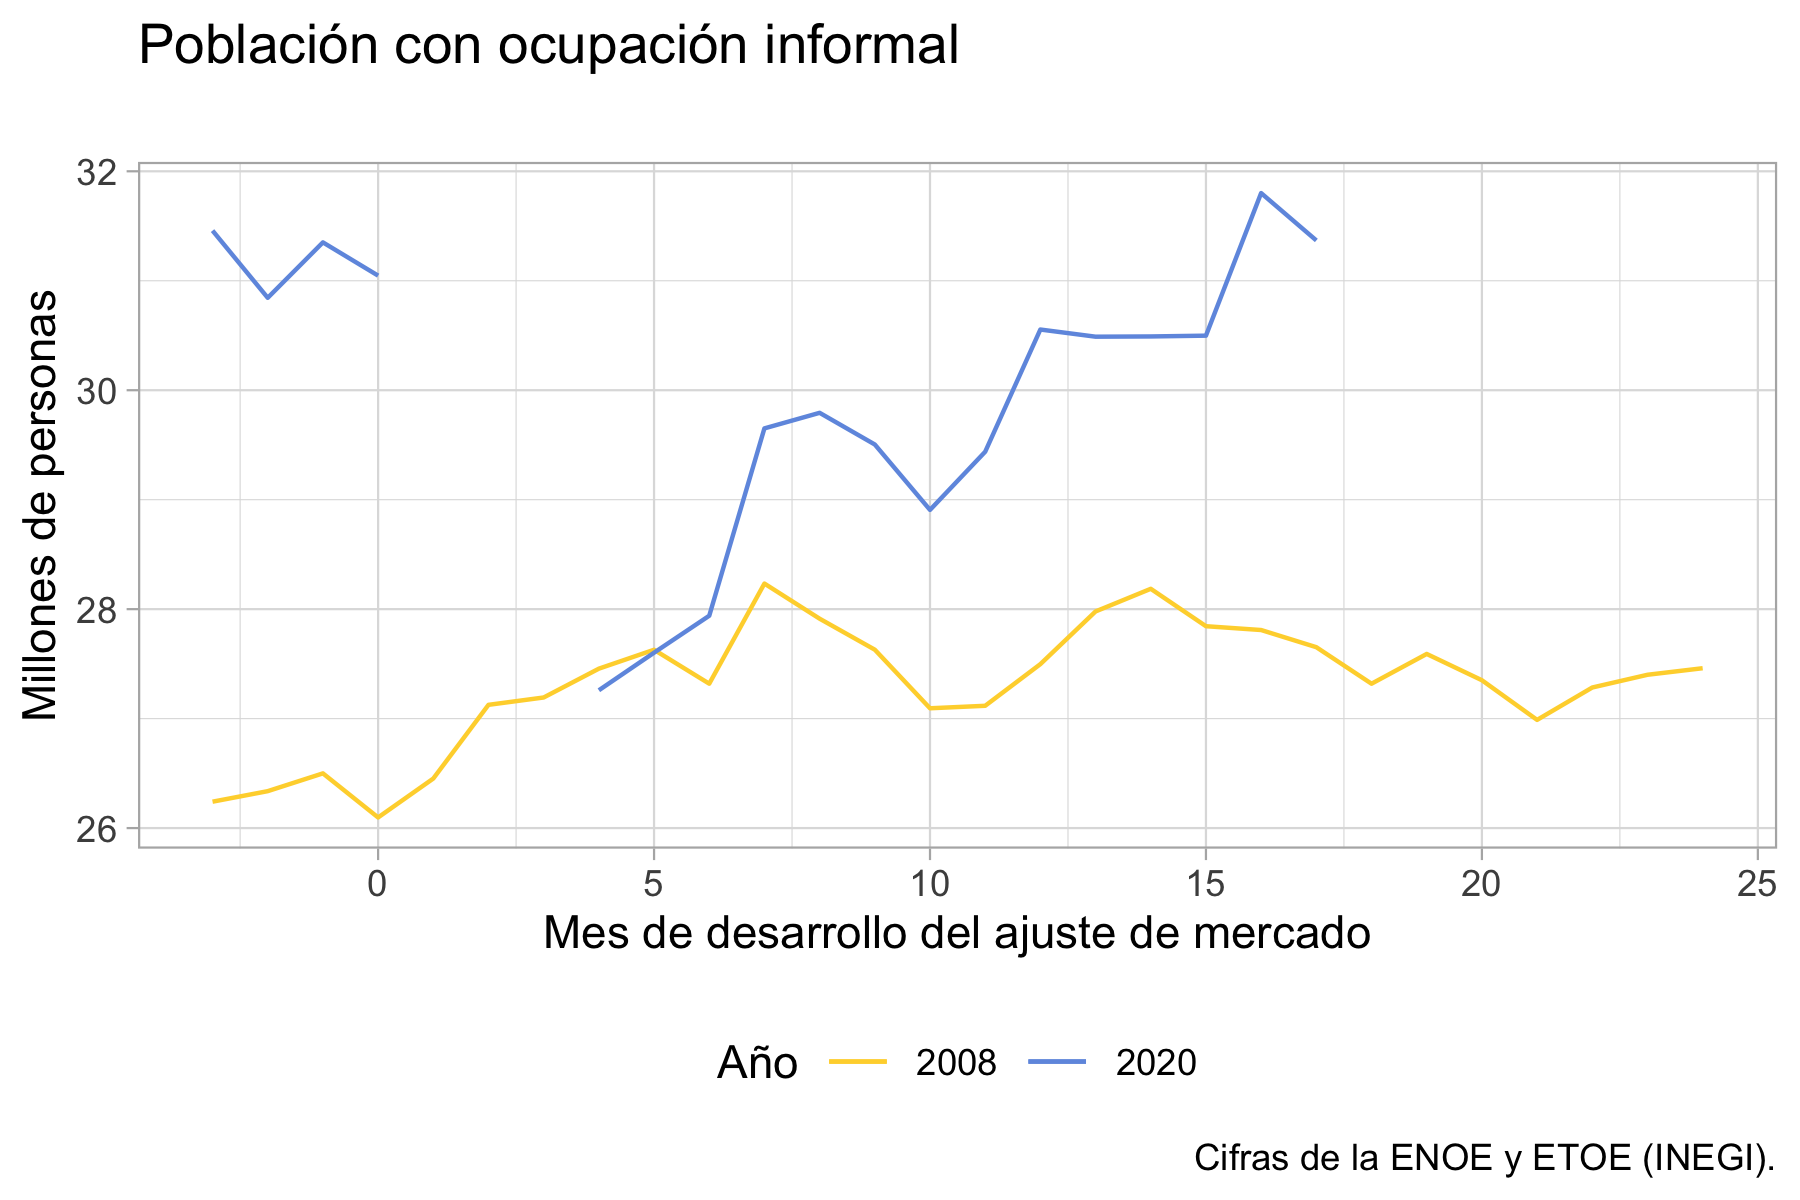 Población con ocupación informal
32
30
28
26
Millones de personas
0 5 10 15 20 25
Mes de desarrollo del ajuste de mercado
Año 2008 2020
Cifras de la ENOE y ETOE (INEGI).